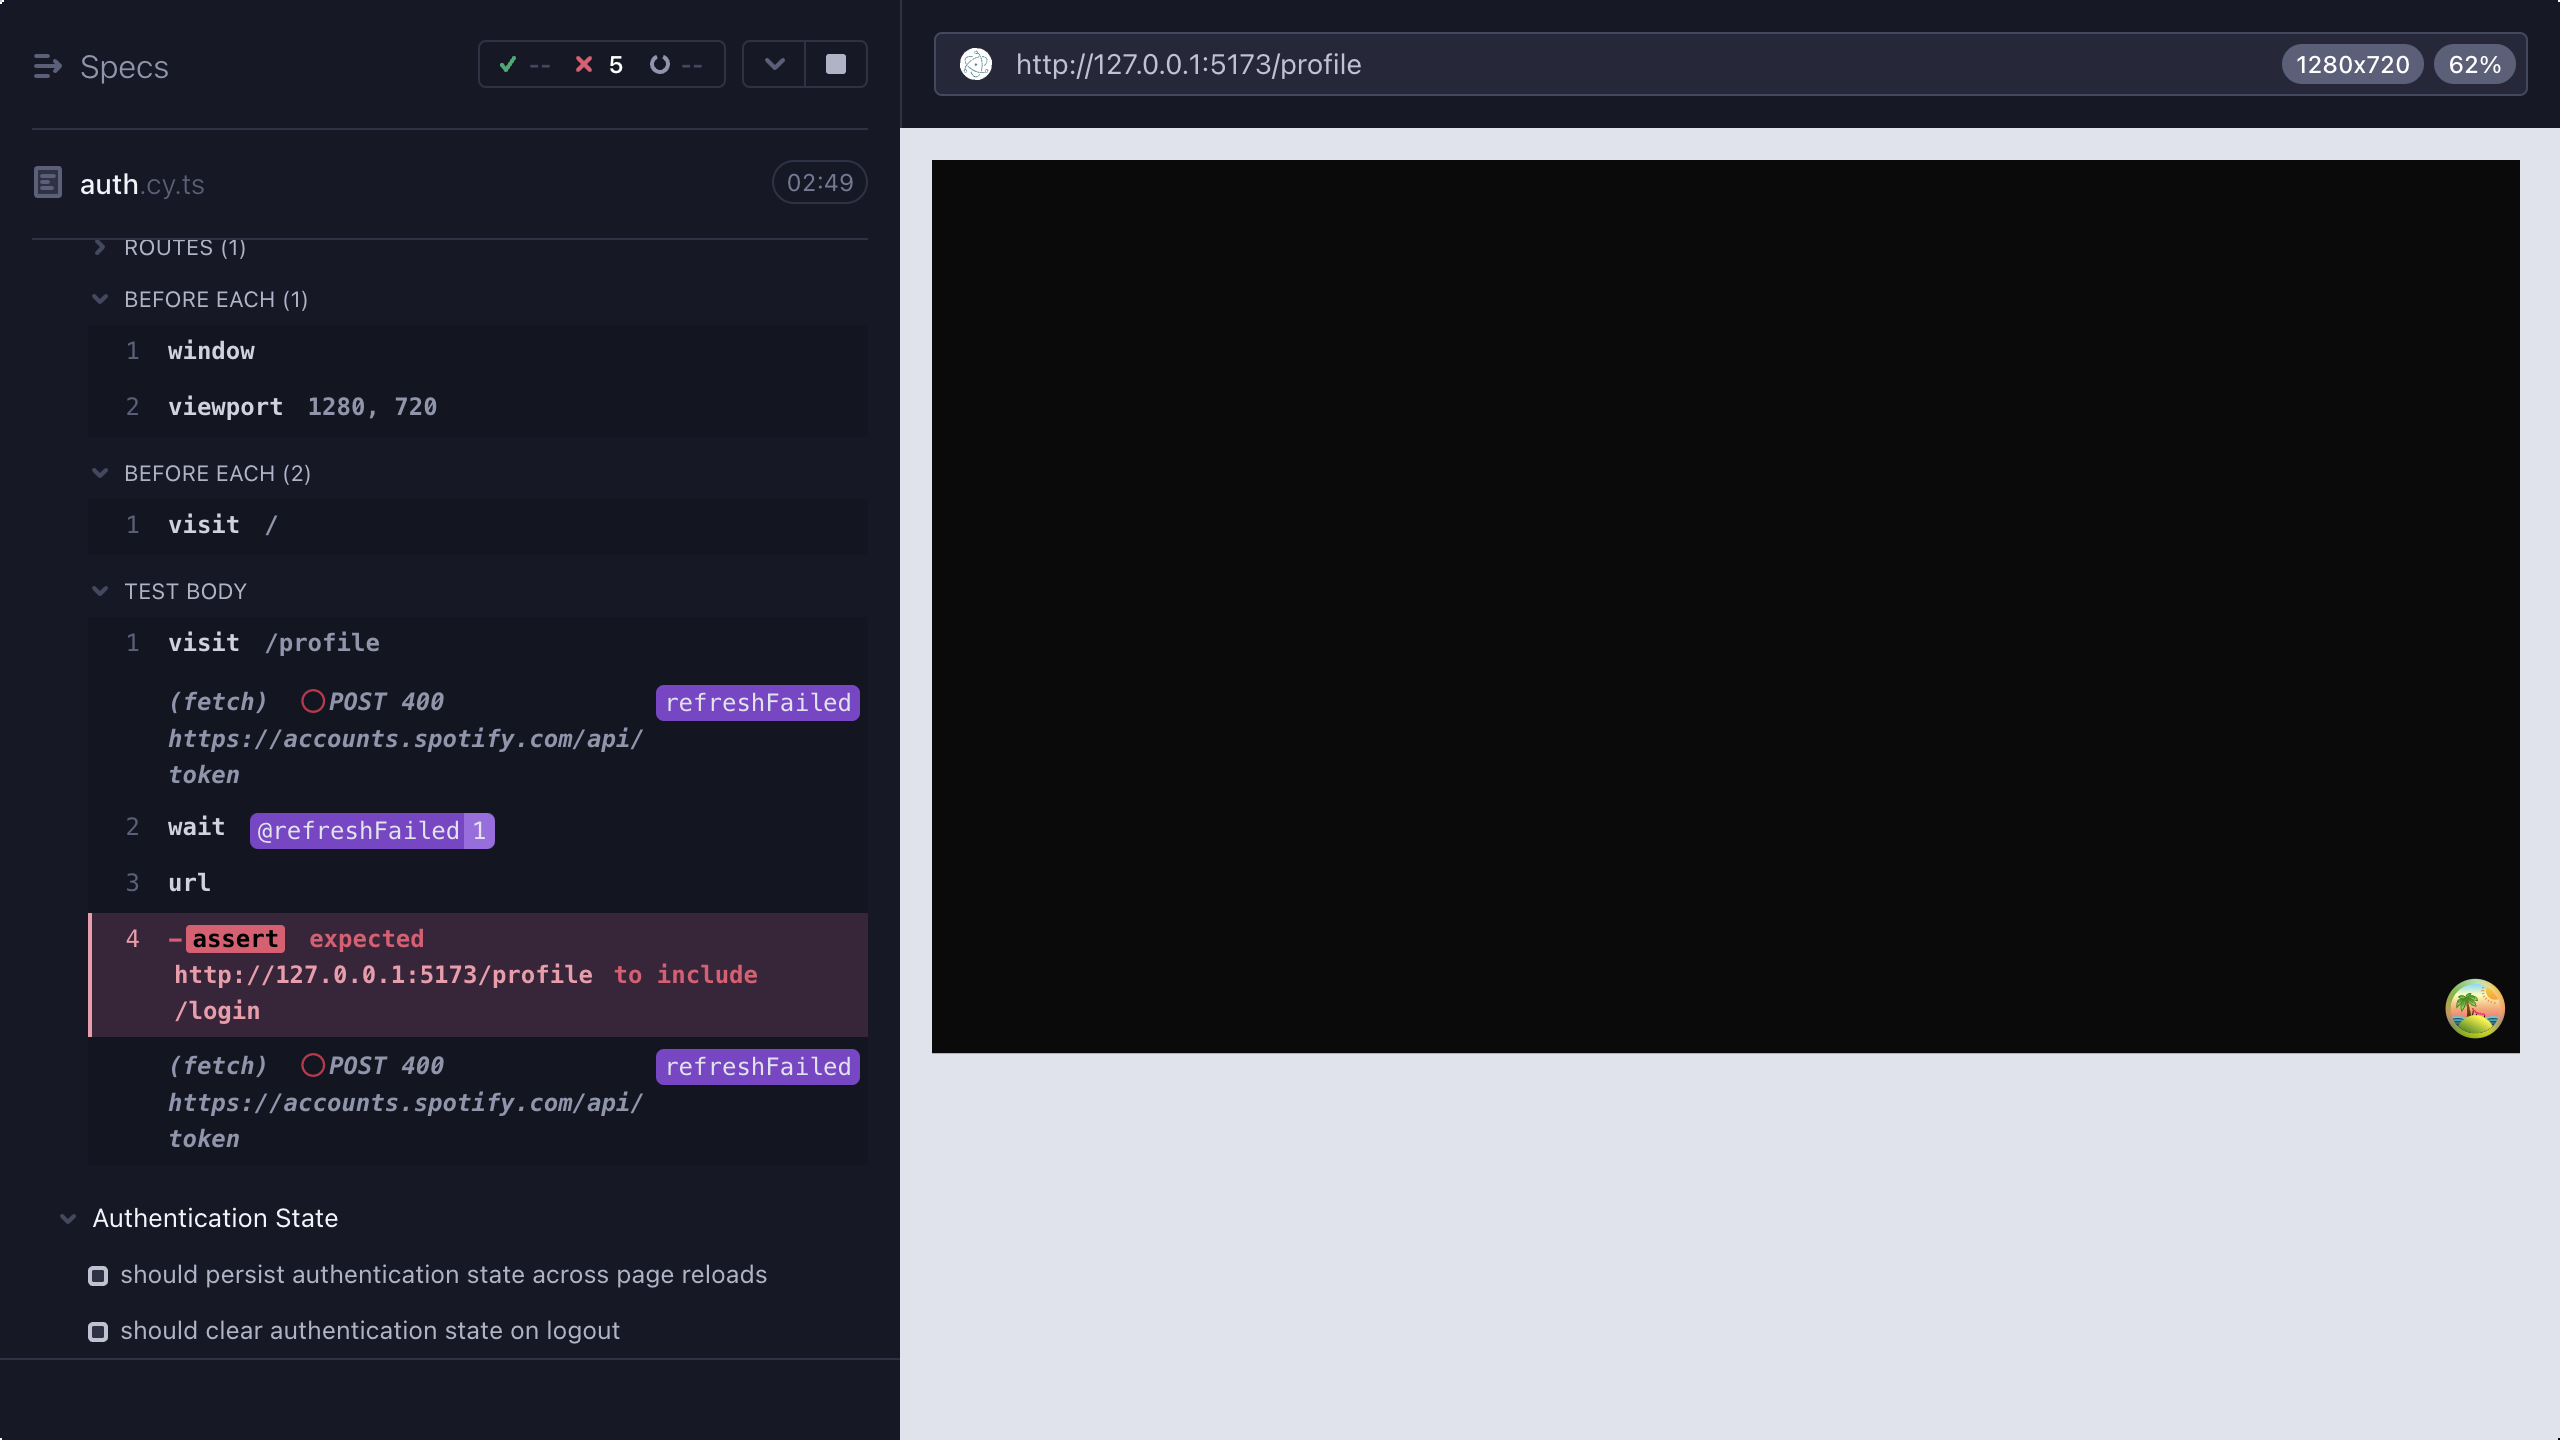 Specs
-- 5 --
auth.cy.ts
02:49
ROUTES (1)
BEFORE EACH (1)
1 window
2 viewport 1280, 720
BEFORE EACH (2)
1 visit /
TEST BODY
1 visit /profile
(fetch) POST 400 refreshFailed
https://accounts.spotify.com/api/
token
2 wait @refreshFailed 1
3 url
4 -assert expected
http://127.0.0.1:5173/profile to include
/login
(fetch) POST 400 refreshFailed
https://accounts.spotify.com/api/
token
Authentication State
should persist authentication state across page reloads
should clear authentication state on logout
http://127.0.0.1:5173/profile
1280x720 62%